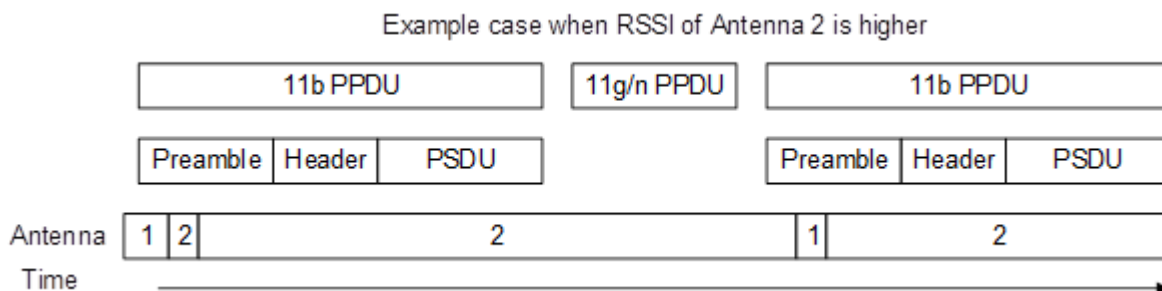 Example case when RSSI of Antenna 2 is higher
11b PPDU 11g/n PPDU 11b PPDU
Preamble Header PSDU Preamble Header PSDU
Antenna 1 2 2 1 2
Time